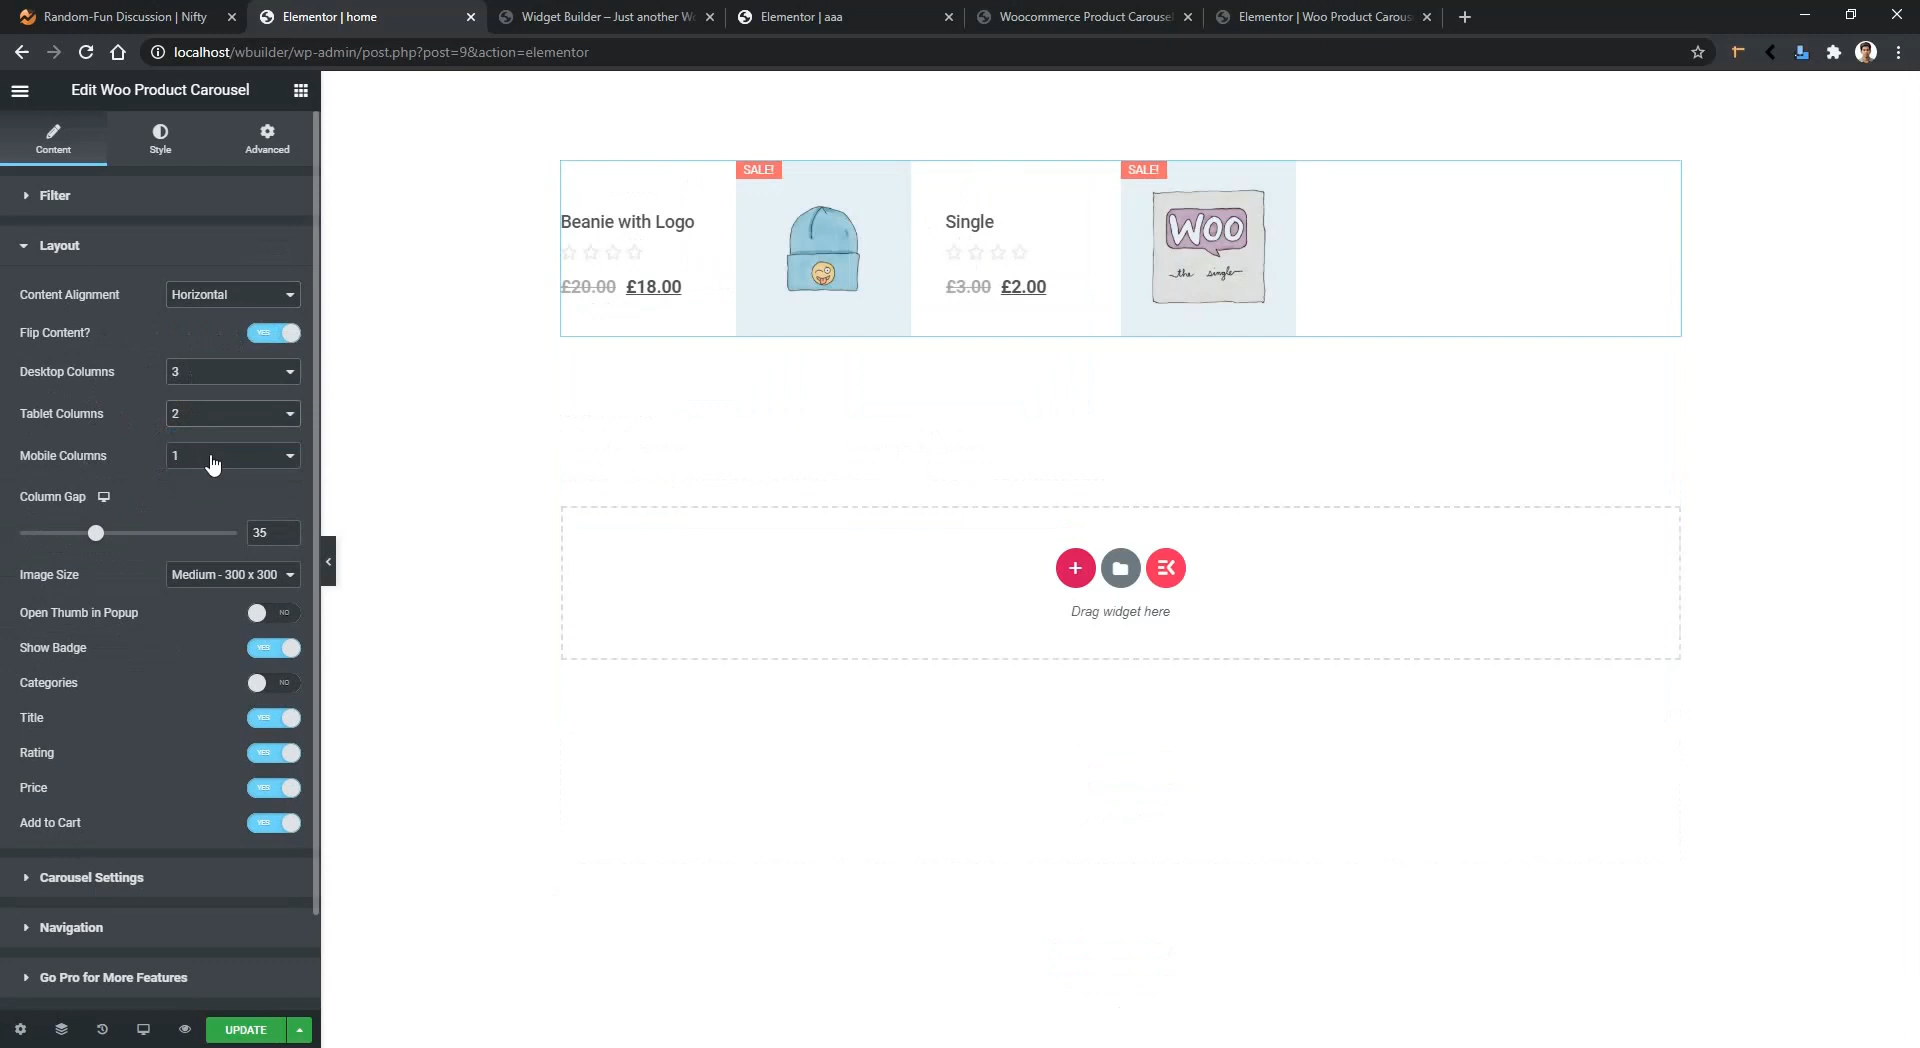 Random-Fun Discussion | Nifty
Elementor | home
Widget Builder – Just another W
Elementor | aaa
Woocommerce Product Carousel
Elementor | Woo Product Carous
localhost/wbuilder/wp-admin/post.php?post=9&action=elementor
Edit Woo Product Carousel
Content
Style
Advanced
Filter
Layout
Content Alignment
Horizontal
Flip Content?
YES
Desktop Columns
3
Tablet Columns
2
Mobile Columns
1
Column Gap
35
Image Size
Medium - 300 x 300
Open Thumb in Popup
NO
Show Badge
YES
Categories
NO
Title
YES
Rating
YES
Price
YES
Add to Cart
YES
Carousel Settings
Navigation
Go Pro for More Features
UPDATE
Beanie with Logo
£20.00 £18.00
SALE!
Single
£3.00 £2.00
SALE!
WOO
the single
Drag widget here